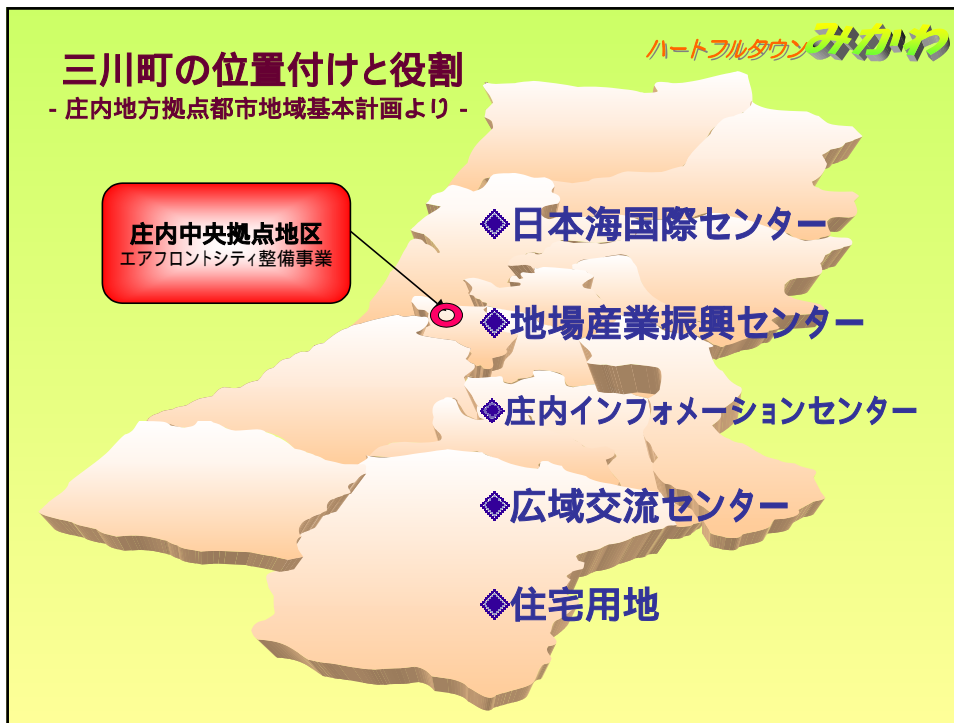 ハートフルタウンみかわ
三川町の位置付けと役割
- 庄内地方拠点都市地域基本計画より -
庄内中央拠点地区
エアフロントシティ整備事業
◈日本海国際センター
◈地場産業振興センター
◈庄内インフォメーションセンター
◈広域交流センター
◈住宅用地